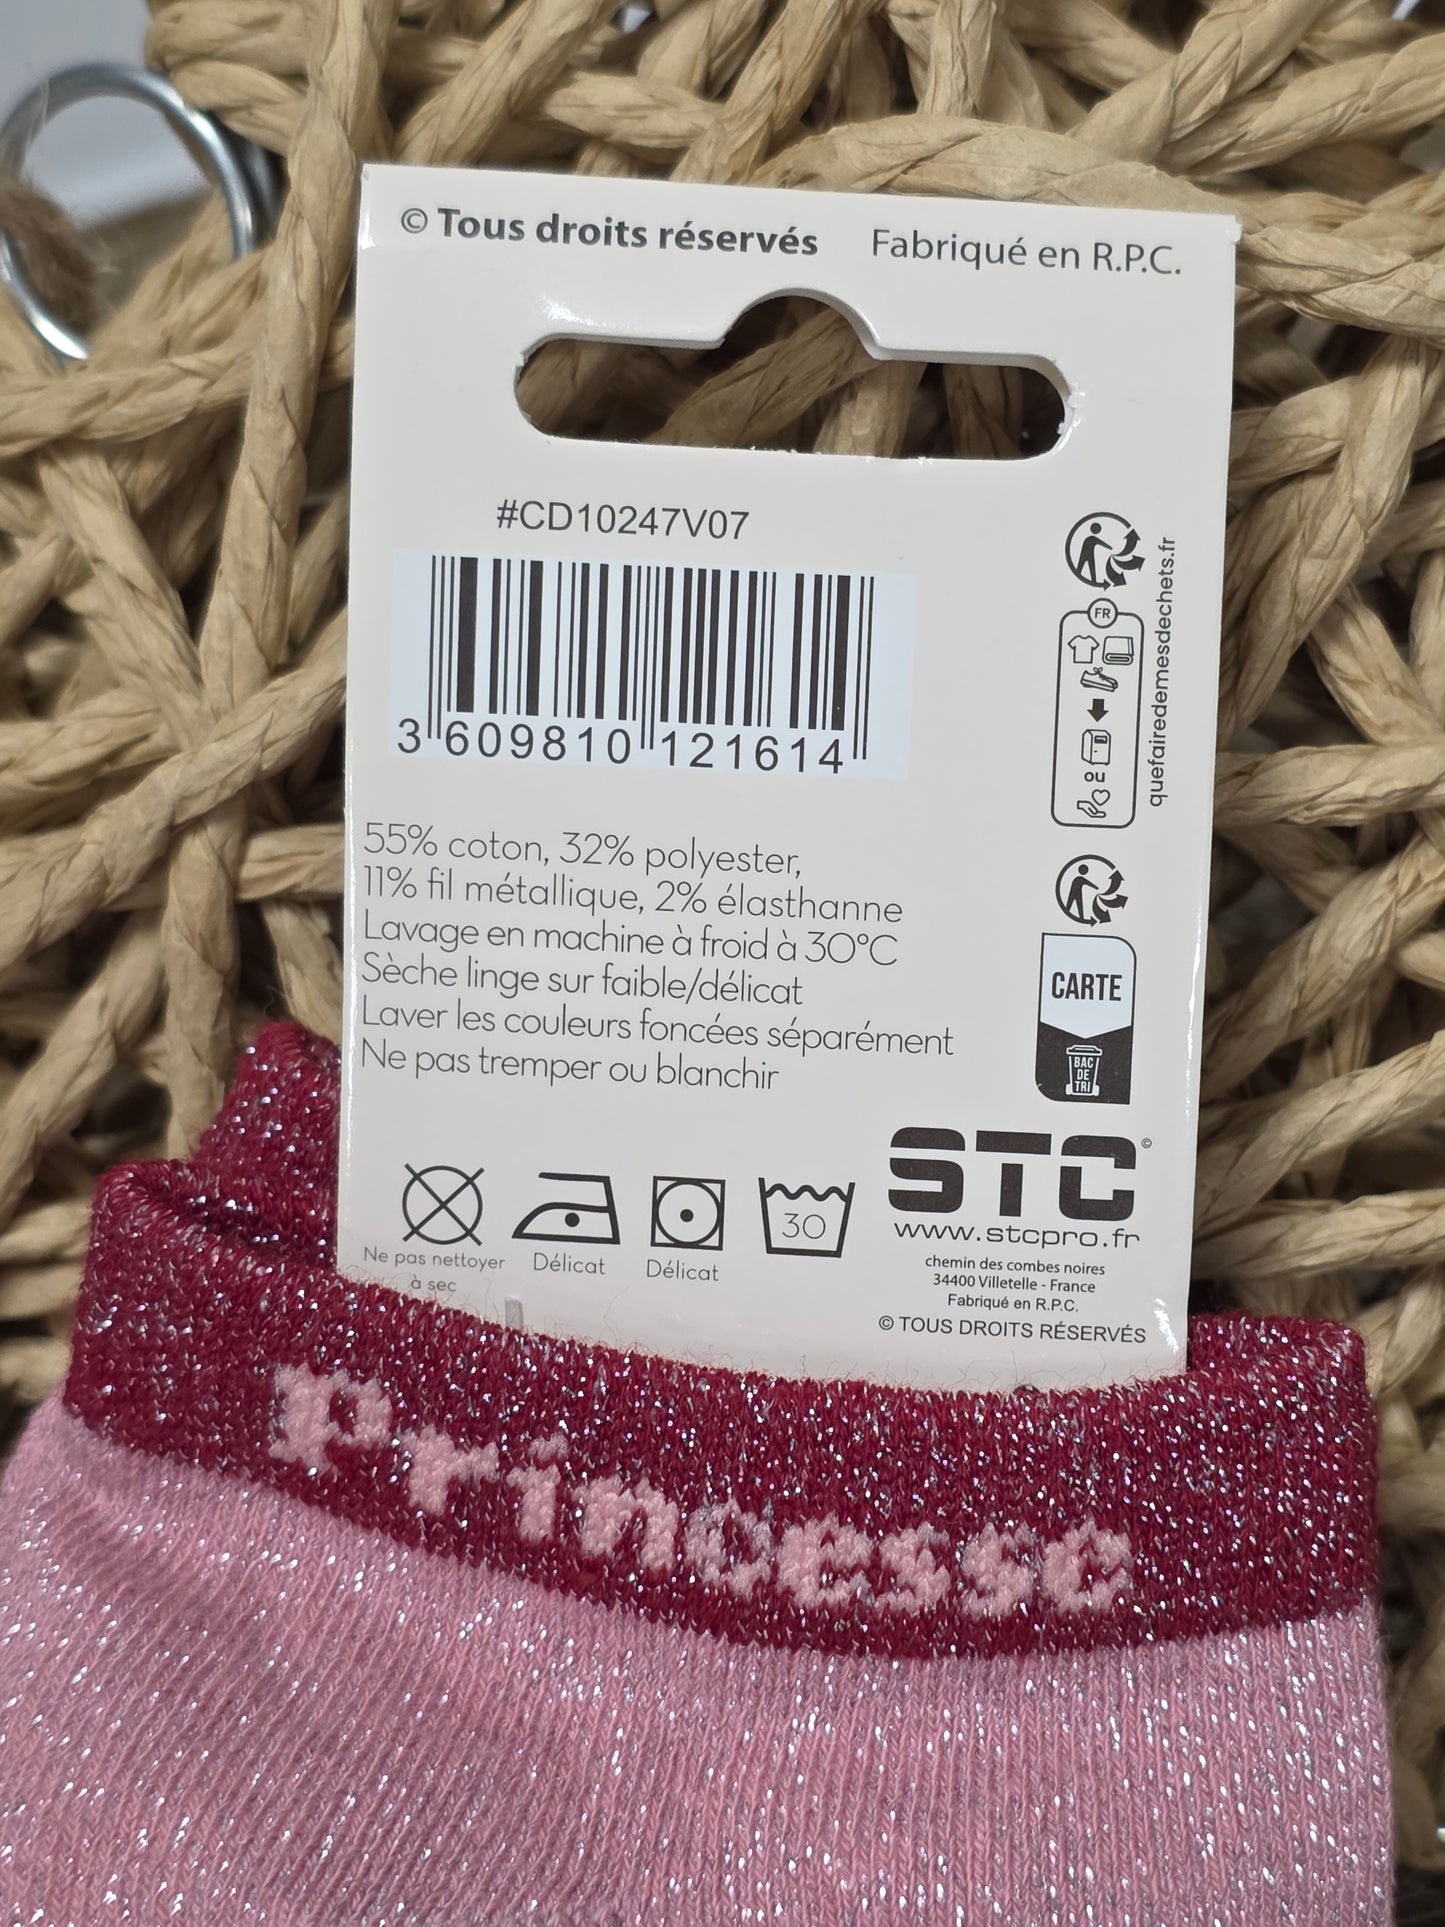 © Tous droits réservés Fabriqué en R.P.C.
#CD10247V07
3 609810 121614
55% coton, 32% polyester,
11% fil métallique, 2% élasthanne
Lavage en machine à froid à 30°C
Sèche linge sur faible/délicat
Laver les couleurs foncées séparément
Ne pas tremper ou blanchir
Ne pas nettoyer
à sec
Délicat
Délicat
30
FR
ou
quefairedemesdechets.fr
CARTE
BAC
DE
TRI
STC©
www.stcpro.fr
chemin des combes noires
34400 Villetelle - France
Fabriqué en R.P.C.
© TOUS DROITS RÉSERVÉS
Princesse